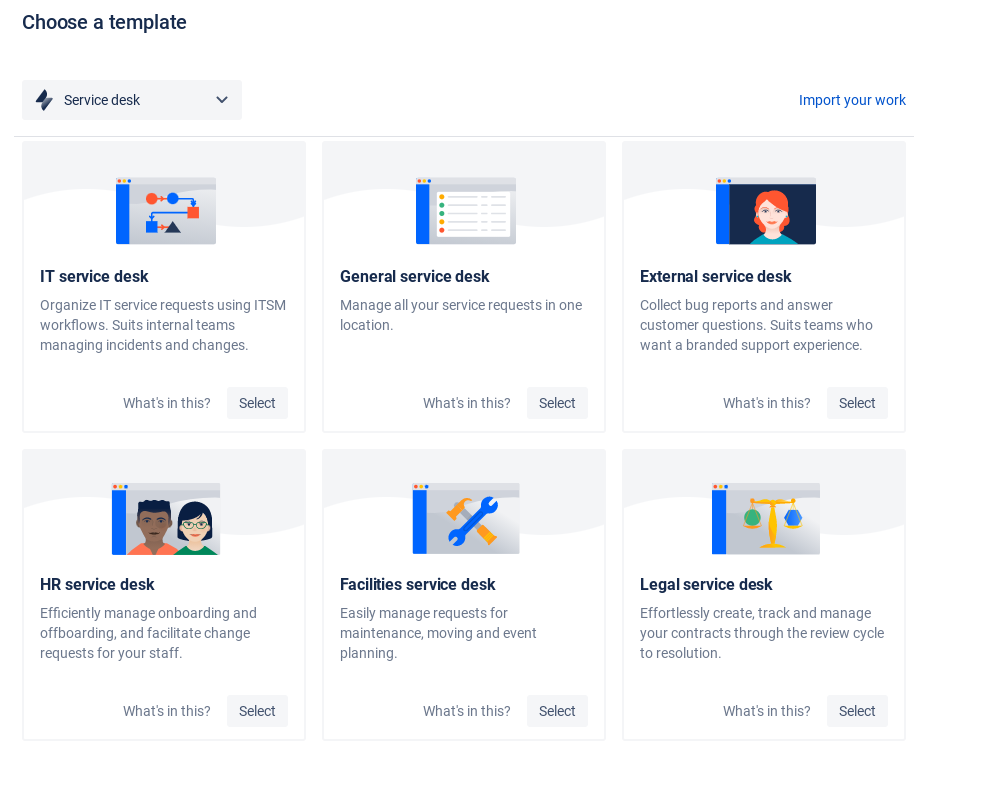 Choose a template
Service desk
Import your work
IT service desk
Organize IT service requests using ITSM
workflows. Suits internal teams
managing incidents and changes.
What's in this?
Select
General service desk
Manage all your service requests in one
location.
What's in this?
Select
External service desk
Collect bug reports and answer
customer questions. Suits teams who
want a branded support experience.
What's in this?
Select
HR service desk
Efficiently manage onboarding and
offboarding, and facilitate change
requests for your staff.
What's in this?
Select
Facilities service desk
Easily manage requests for
maintenance, moving and event
planning.
What's in this?
Select
Legal service desk
Effortlessly create, track and manage
your contracts through the review cycle
to resolution.
What's in this?
Select